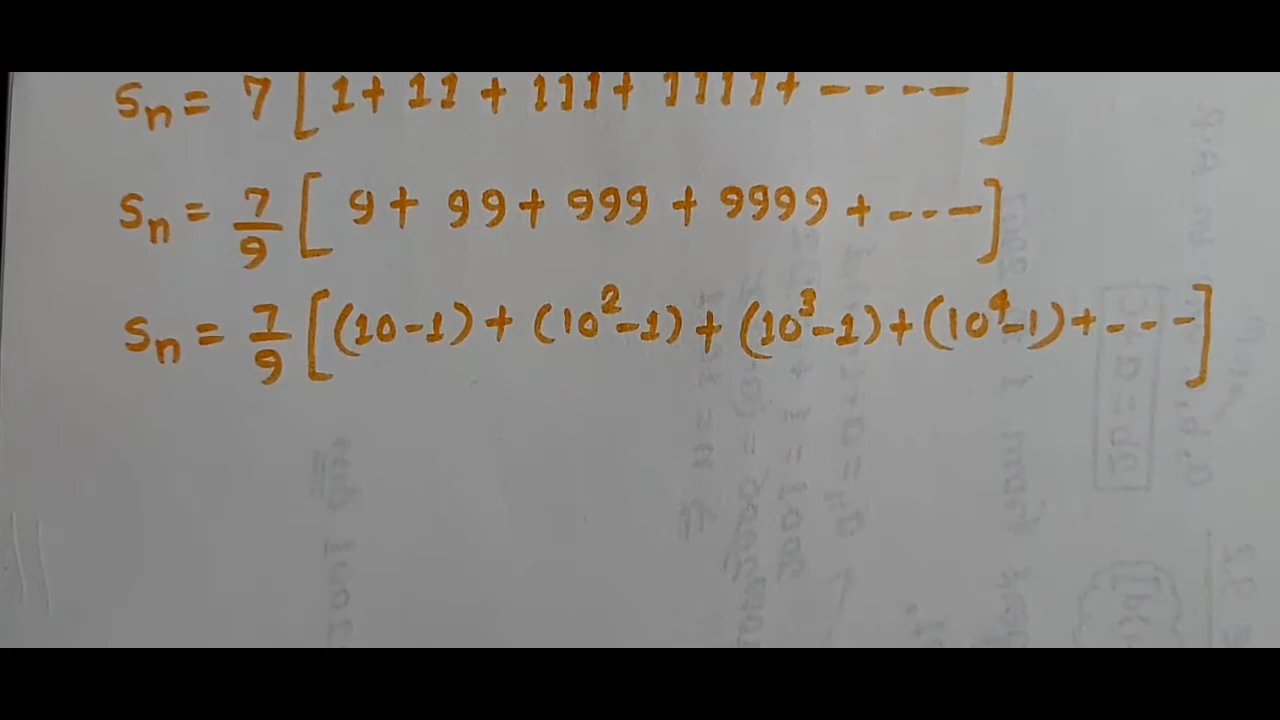 Sn = 7 [ 1 + 11 + 111 + 1111 + ----- ]
Sn = 7/9 [ 9 + 99 + 999 + 9999 + --- ]
Sn = 7/9 [ (10-1) + (10²-1) + (10³-1) + (10⁴-1) + --- ]